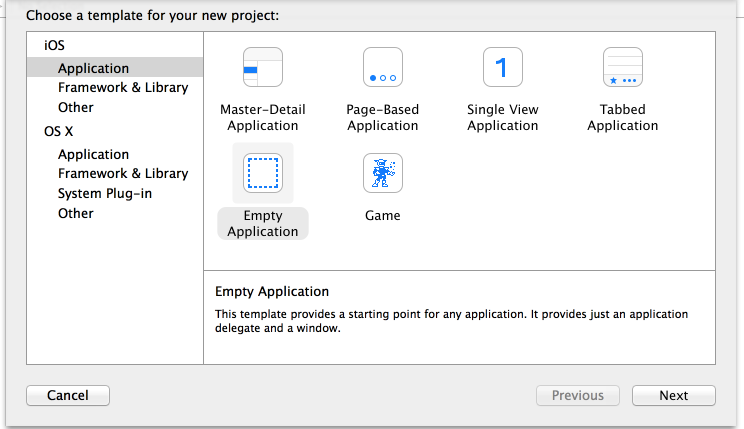 Choose a template for your new project:
iOS
Application
Framework & Library
Other
OS X
Application
Framework & Library
System Plug-in
Other
Master-Detail
Application
Page-Based
Application
1
Single View
Application
Tabbed
Application
Empty
Application
Game
Empty Application
This template provides a starting point for any application. It provides just an application
delegate and a window.
Cancel
Previous
Next